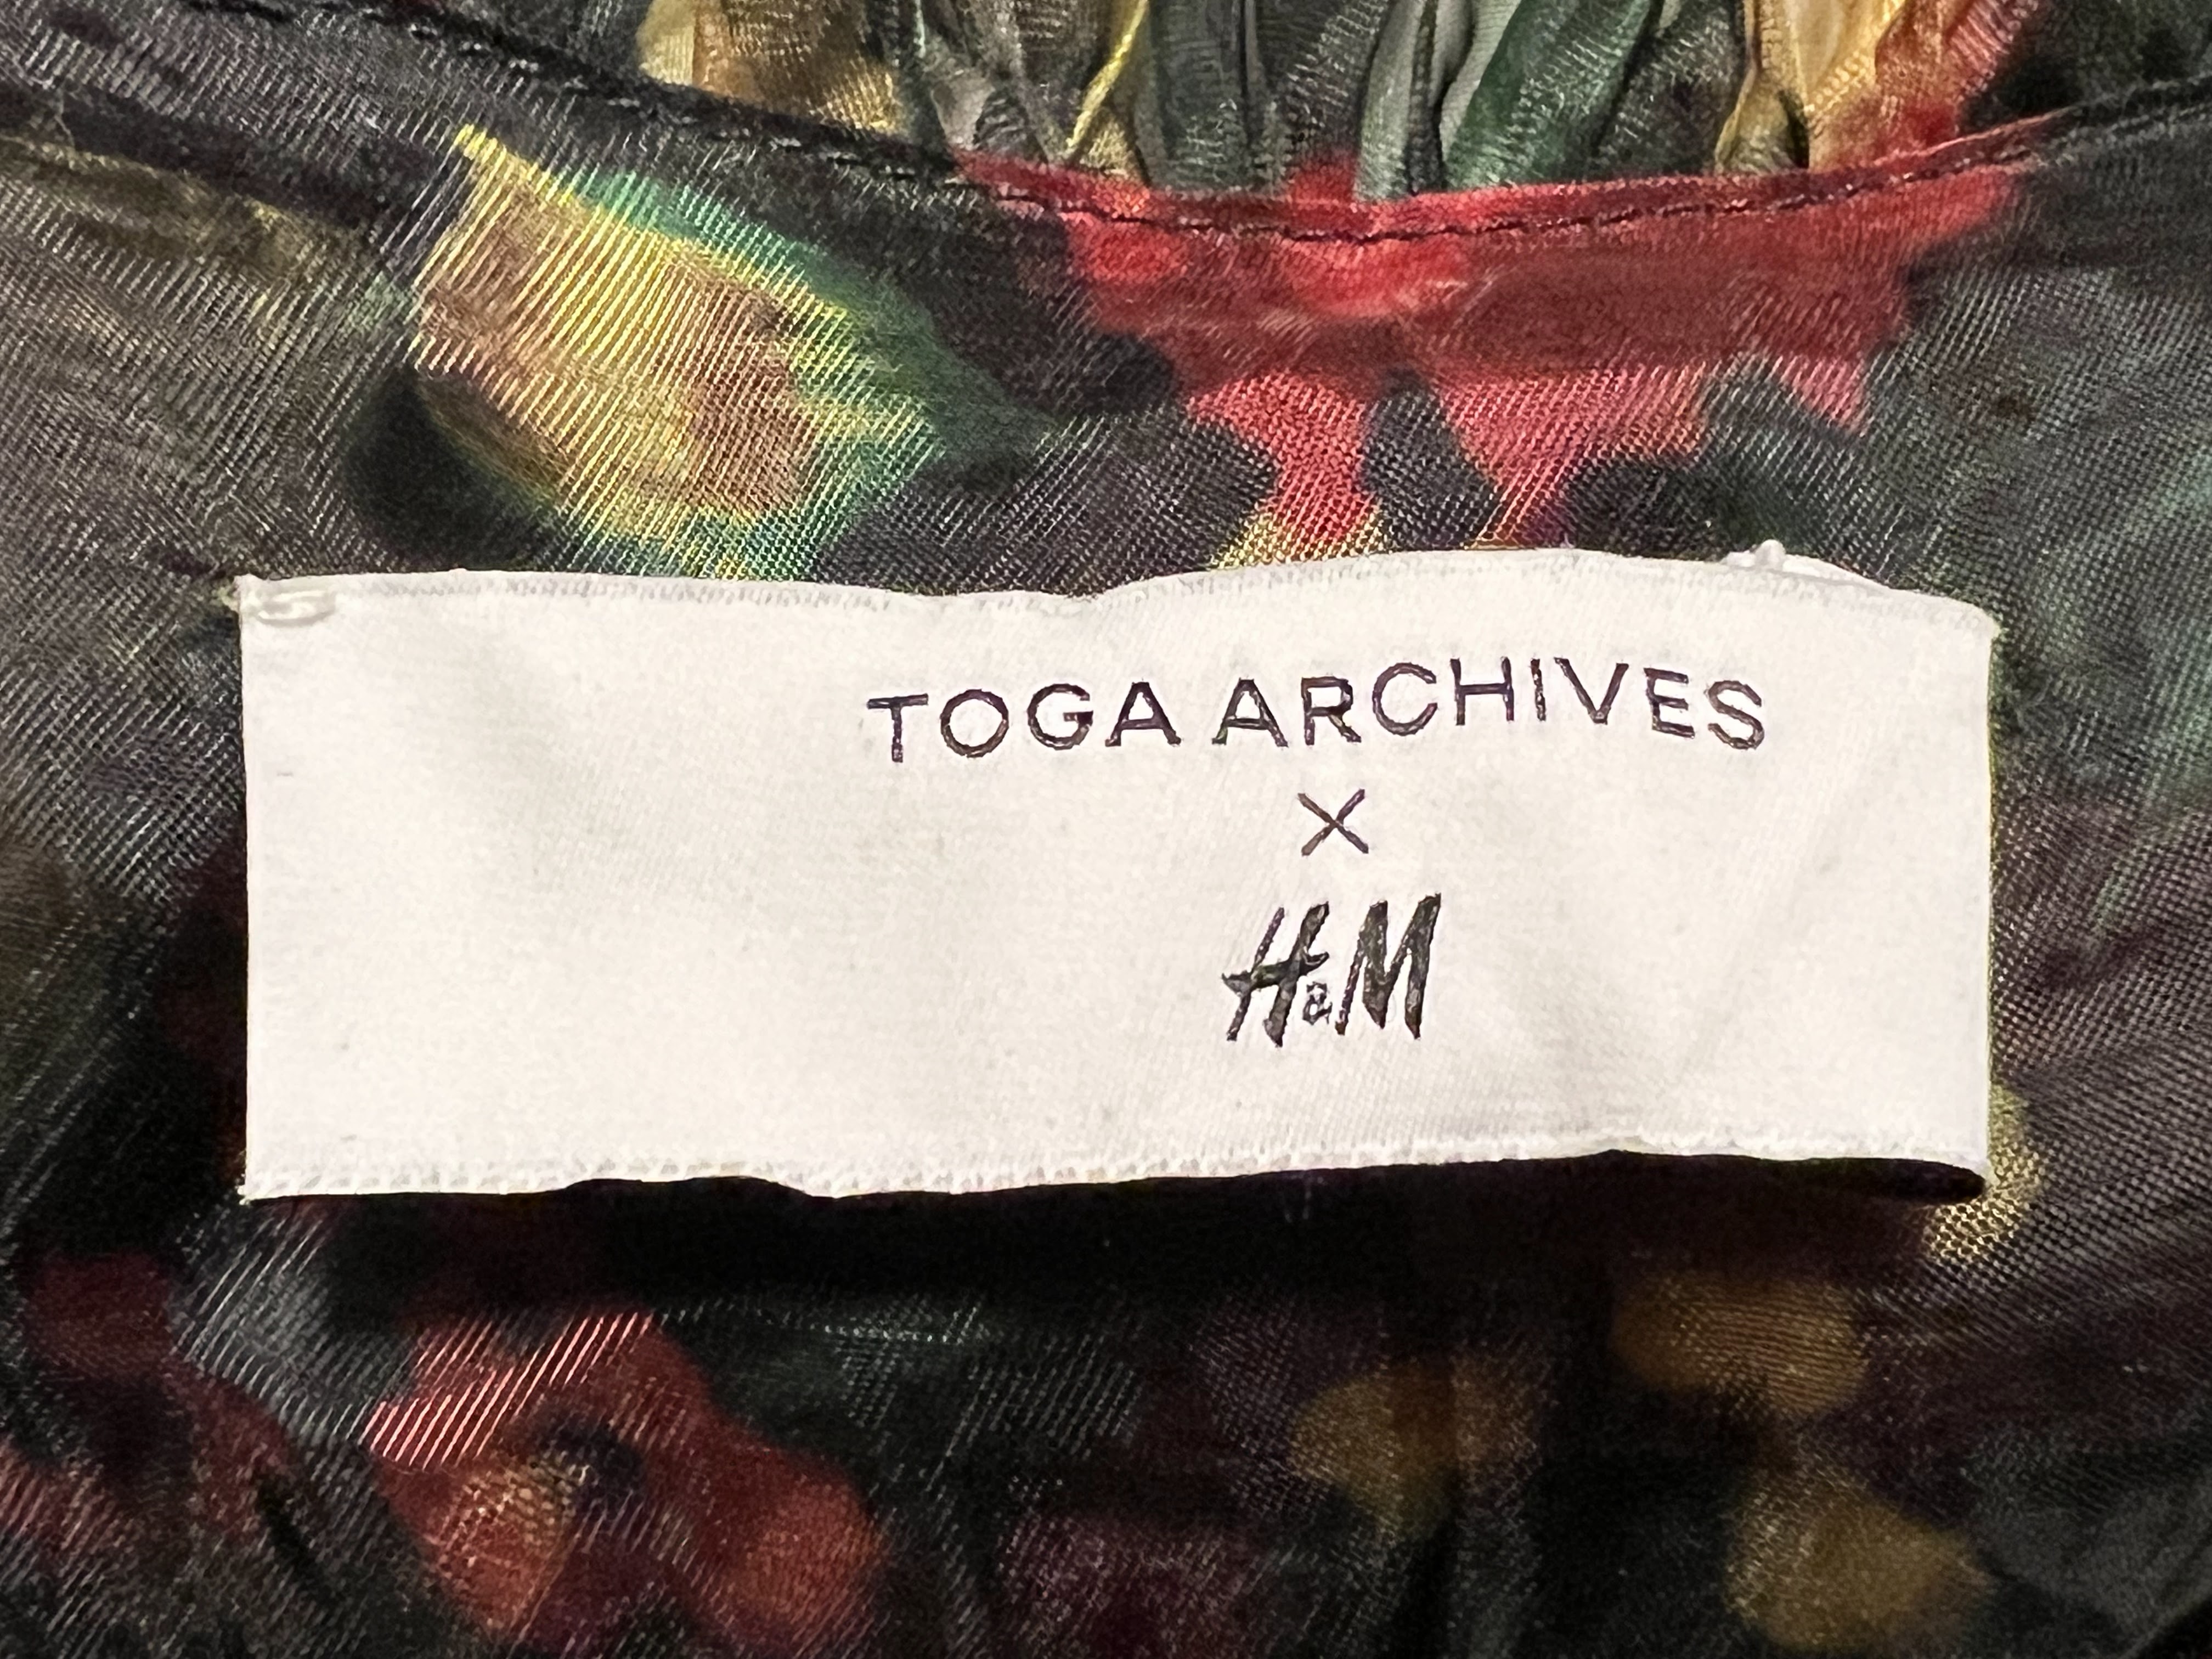 TOGA ARCHIVES
×
H&M